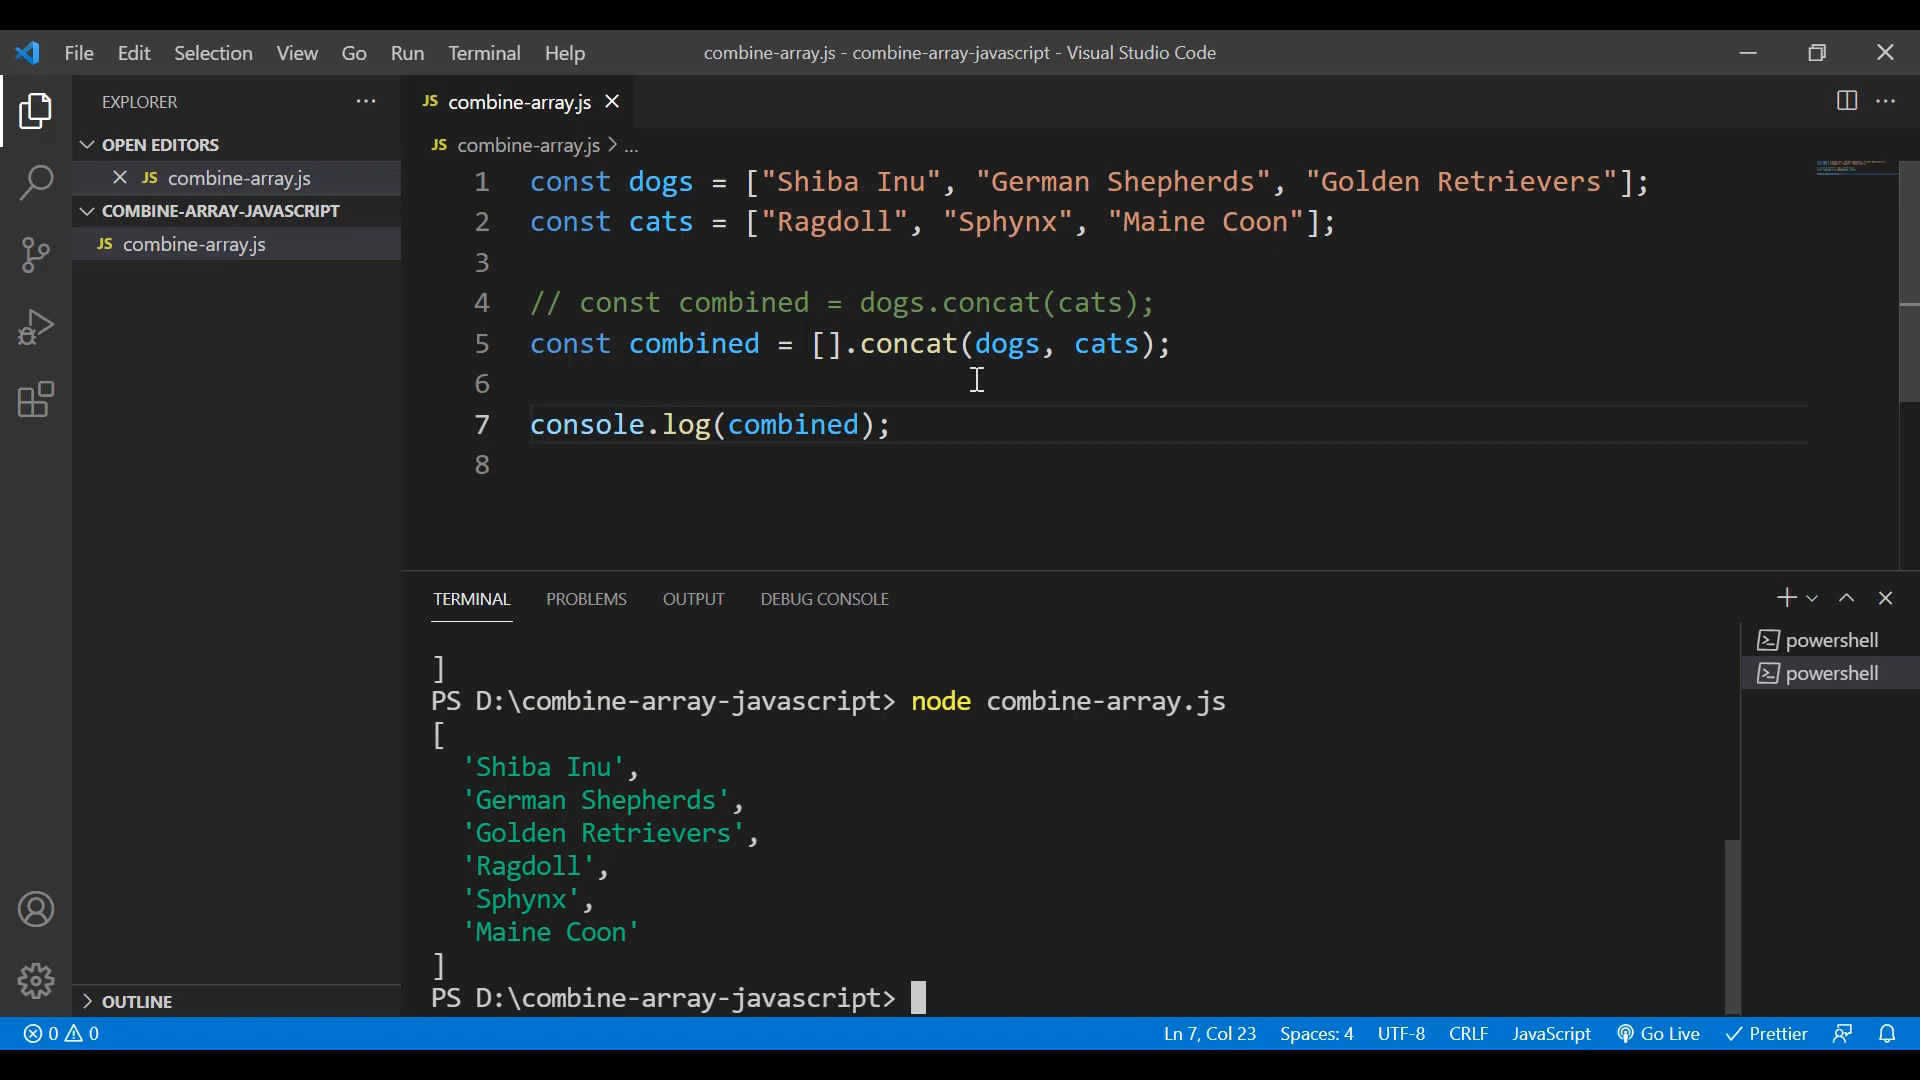 File Edit Selection View Go Run Terminal Help combine-array.js - combine-array-javascript - Visual Studio Code
EXPLORER
OPEN EDITORS
JS combine-array.js
COMBINE-ARRAY-JAVASCRIPT
JS combine-array.js
OUTLINE
JS combine-array.js
JS combine-array.js > ...
1 const dogs = ["Shiba Inu", "German Shepherds", "Golden Retrievers"];
2 const cats = ["Ragdoll", "Sphynx", "Maine Coon"];
3
4 // const combined = dogs.concat(cats);
5 const combined = [].concat(dogs, cats);
6
7 console.log(combined);
8
TERMINAL PROBLEMS OUTPUT DEBUG CONSOLE
]
PS D:\combine-array-javascript> node combine-array.js
[
'Shiba Inu',
'German Shepherds',
'Golden Retrievers',
'Ragdoll',
'Sphynx',
'Maine Coon'
]
PS D:\combine-array-javascript>
powershell
powershell
0 0 Ln 7, Col 23 Spaces: 4 UTF-8 CRLF JavaScript Go Live Prettier